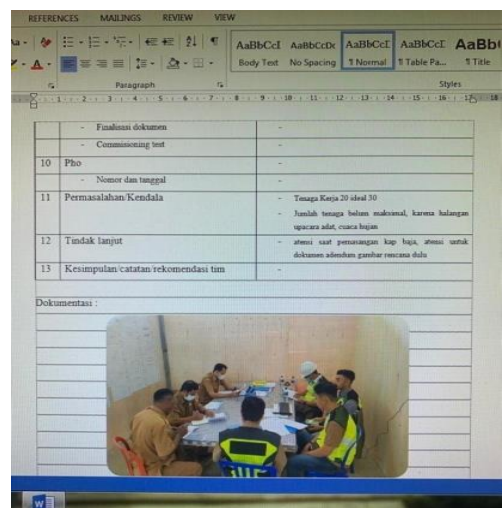 REFERENCES MAILINGS REVIEW VIEW
AaBbCcI AaBbCcDc AaBbCcI AaBbCcI AaBb
Body Text No Spacing ¶ Normal ¶ Table Pa... ¶ Title
Paragraph Styles
- Finalisasi dokumen -
- Commisioning test -
10 Pho -
- Nomor dan tanggal -
11 Permasalahan/Kendala - Tenaga Kerja 20 ideal 30
- Jumlah tenaga belum maksimal, karena halangan
upacara adat, cuaca hujan
12 Tindak lanjut - atensi saat pemasangan kap baja, atensi untuk
dokumen adendum gambar rencana dulu
13 Kesimpulan/catatan/rekomendasi tim -
Dokumentasi :